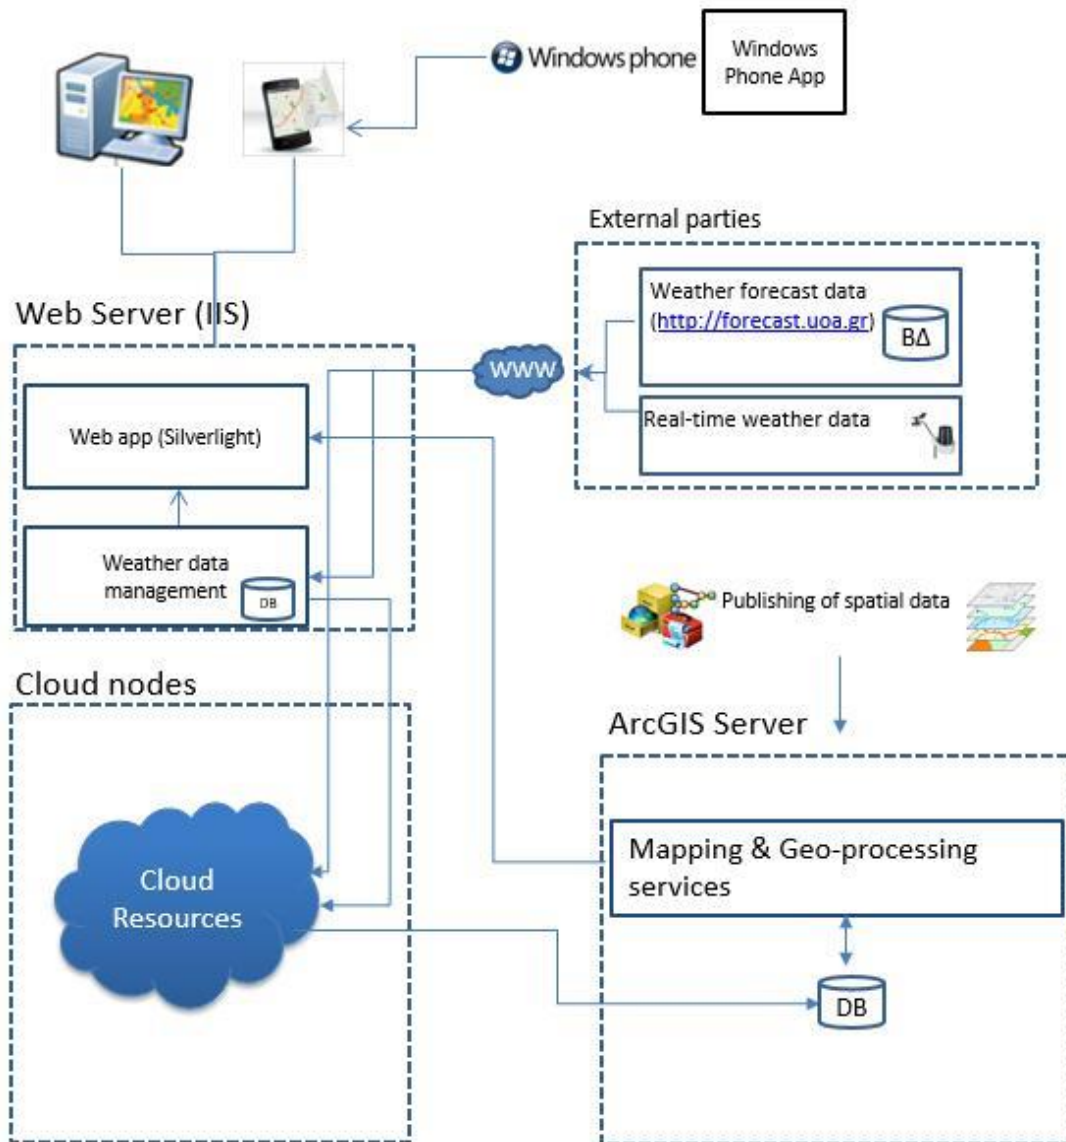 Windows phone
Windows
Phone App
External parties
Weather forecast data
(http://forecast.uoa.gr)
ΒΔ
Real-time weather data
WWW
Web Server (IIS)
Web app (Silverlight)
Weather data
management
DB
Publishing of spatial data
Cloud nodes
Cloud
Resources
ArcGIS Server
Mapping & Geo-processing
services
DB